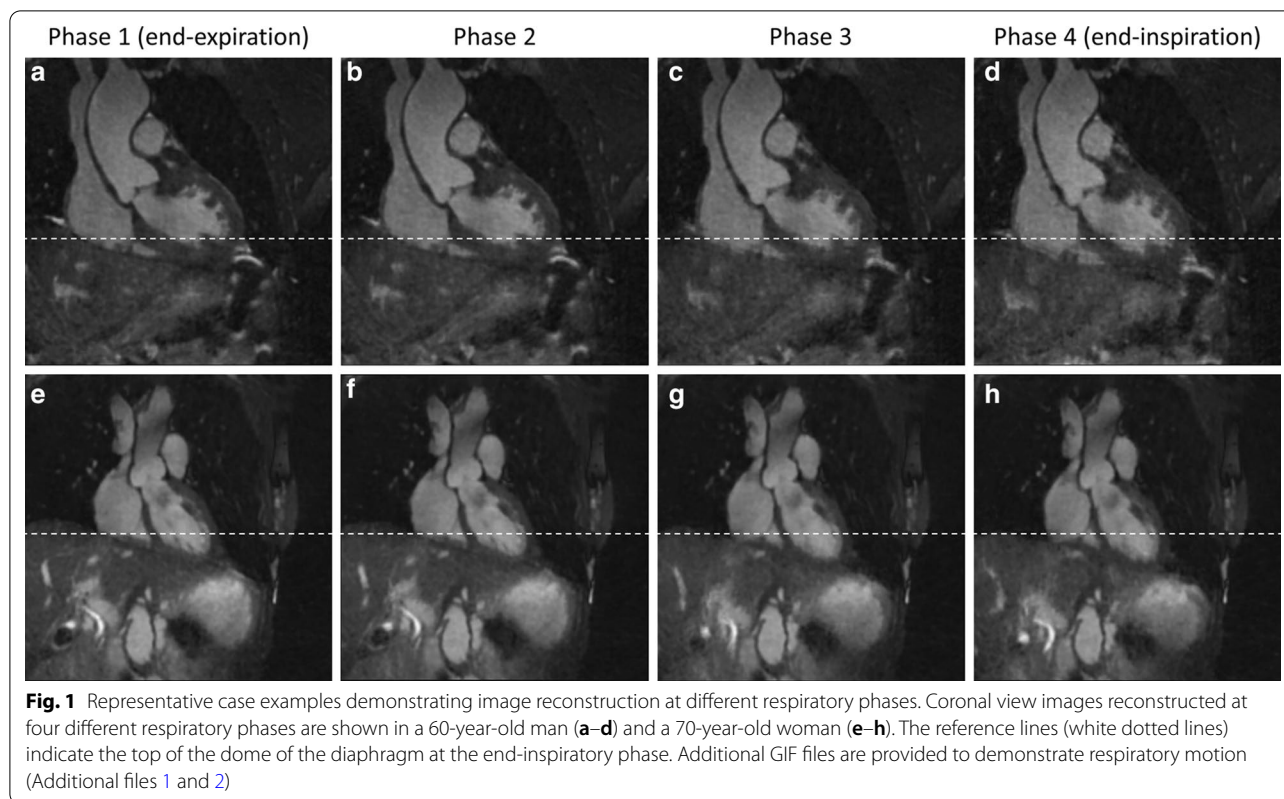 Phase 1 (end-expiration) Phase 2 Phase 3 Phase 4 (end-inspiration)
a b c d
e f g h
Fig. 1 Representative case examples demonstrating image reconstruction at different respiratory phases. Coronal view images reconstructed at
four different respiratory phases are shown in a 60-year-old man (a–d) and a 70-year-old woman (e–h). The reference lines (white dotted lines)
indicate the top of the dome of the diaphragm at the end-inspiratory phase. Additional GIF files are provided to demonstrate respiratory motion
(Additional files 1 and 2)